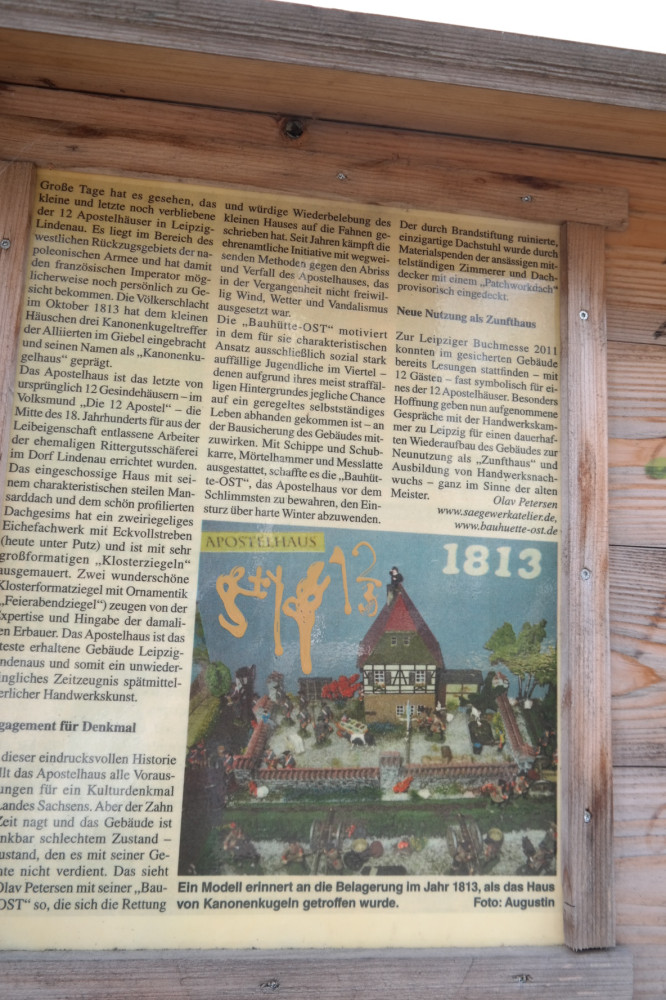 Große Tage hat es gesehen, das
kleine und letzte noch verbliebene
der 12 Apostelhäuser in Leipzig-
Lindenau. Es liegt im Bereich des
westlichen Rückzugsgebiets der na-
poleonischen Armee und hat damit
den französischen Imperator mög-
licherweise noch persönlich zu Ge-
sicht bekommen. Die Völkerschlacht
im Oktober 1813 hat dem kleinen
Häuschen drei Kanonenkugeltreffer
der Alliierten im Giebel eingebracht
und seinen Namen als „Kanonenku-
gelhaus“ geprägt.
Das Apostelhaus ist das letzte von
ursprünglich 12 Gesindehäusern – im
Volksmund „Die 12 Apostel“ – die
Mitte des 18. Jahrhunderts für aus der
Leibeigenschaft entlassene Arbeiter
der ehemaligen Rittergutsschäferei
im Dorf Lindenau errichtet wurden.
Das eingeschossige Haus mit sei-
nem charakteristischen steilen Man-
sarddach und dem schön profilierten
Dachgesims hat ein zweiriegeliges
Eichefachwerk mit Eckvollstreben
(heute unter Putz) und ist mit sehr
großformatigen „Klosterziegeln“
ausgemauert. Zwei wunderschöne
Klosterformatziegel mit Ornamentik
„Feierabendziegel“) zeugen von der
Expertise und Hingabe der damali-
en Erbauer. Das Apostelhaus ist das
teste erhaltene Gebäude Leipzig-
ndenaus und somit ein unwieder-
ingliches Zeitzeugnis spätmittel-
erlicher Handwerkskunst.
gagement für Denkmal
dieser eindrucksvollen Historie
llt das Apostelhaus alle Voraus-
ungen für ein Kulturdenkmal
Landes Sachsens. Aber der Zahn
Zeit nagt und das Gebäude ist
nkbar schlechtem Zustand –
ustand, den es mit seiner Ge-
hte nicht verdient. Das sieht
Olav Petersen mit seiner „Bau-
OST“ so, die sich die Rettung
und würdige Wiederbelebung des
kleinen Hauses auf die Fahnen ge-
schrieben hat. Seit Jahren kämpft die
ehrenamtliche Initiative mit wegwei-
senden Methoden gegen den Abriss
und Verfall des Apostelhauses, das
in der Vergangenheit nicht freiwil-
lig Wind, Wetter und Vandalismus
ausgesetzt war.
Die „Bauhütte-OST“ motiviert
in dem für sie charakteristischen
Ansatz ausschließlich sozial stark
auffällige Jugendliche im Viertel –
denen aufgrund ihres meist straffäl-
ligen Hintergrundes jegliche Chance
auf ein geregeltes selbstständiges
Leben abhanden gekommen ist – an
der Bausicherung des Gebäudes mit-
zuwirken. Mit Schippe und Schub-
karre, Mörtelhammer und Messlatte
ausgestattet, schaffte es die „Bauhüt-
te-OST“, das Apostelhaus vor dem
Schlimmsten zu bewahren, den Ein-
sturz über harte Winter abzuwenden.
Der durch Brandstiftung ruinierte,
einzigartige Dachstuhl wurde durch
Materialspenden der ansässigen mit-
telständigen Zimmerer und Dach-
decker mit einem „Patchworkdach“
provisorisch eingedeckt.
Neue Nutzung als Zunfthaus
Zur Leipziger Buchmesse 2011
konnten im gesicherten Gebäude
bereits Lesungen stattfinden – mit
12 Gästen – fast symbolisch für ei-
nes der 12 Apostelhäuser. Besonders
Hoffnung geben nun aufgenommene
Gespräche mit der Handwerkskam-
mer zu Leipzig für einen dauerhaf-
ten Wiederaufbau des Gebäudes zur
Neunutzung als „Zunfthaus“ und
Ausbildung von Handwerksnach-
wuchs – ganz im Sinne der alten
Meister.
Olav Petersen
www.saegewerkatelier.de,
www.bauhuette-ost.de
APOSTELHAUS
1813
Ein Modell erinnert an die Belagerung im Jahr 1813, als das Haus
von Kanonenkugeln getroffen wurde. Foto: Augustin